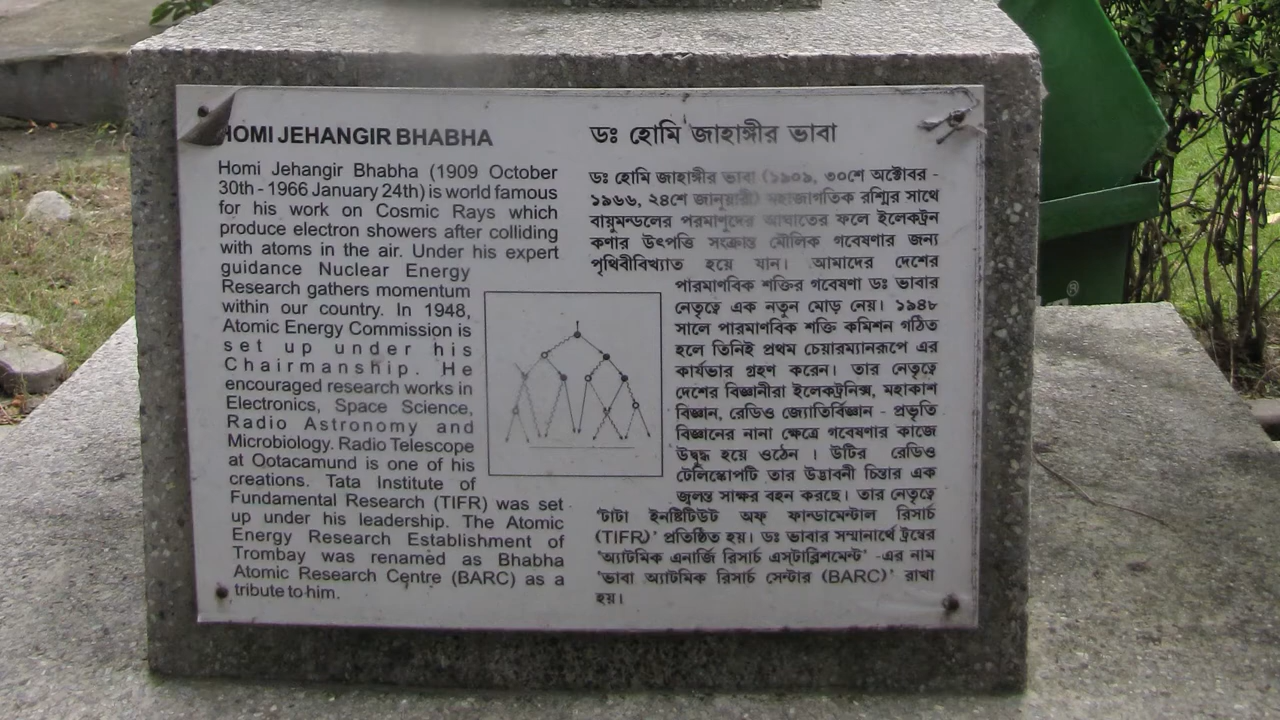 HOMI JEHANGIR BHABHA
Homi Jehangir Bhabha (1909 October
30th - 1966 January 24th) is world famous
for his work on Cosmic Rays which
produce electron showers after colliding
with atoms in the air. Under his expert
guidance Nuclear Energy
Research gathers momentum
within our country. In 1948,
Atomic Energy Commission is
set up under his
Chairmanship. He
encouraged research works in
Electronics, Space Science,
Radio Astronomy and
Microbiology. Radio Telescope
at Ootacamund is one of his
creations. Tata Institute of
Fundamental Research (TIFR) was set
up under his leadership. The Atomic
Energy Research Establishment of
Trombay was renamed as Bhabha
Atomic Research Centre (BARC) as a
tribute to him.
ডঃ হোমি জাহাঙ্গীর ভাবা
ডঃ হোমি জাহাঙ্গীর ভাবা (১৯০৯, ৩০শে অক্টোবর -
১৯৬৬, ২৪শে জানুয়ারী) মহাজাগতিক রশ্মির সাথে
বায়ুমন্ডলের পরমাণুদের আঘাতের ফলে ইলেকট্রন
কণার উৎপত্তি সংক্রান্ত মৌলিক গবেষণার জন্য
পৃথিবীবিখ্যাত হয়ে যান। আমাদের দেশের
পারমাণবিক শক্তির গবেষণা ডঃ ভাবার
নেতৃত্বে এক নতুন মোড় নেয়। ১৯৪৮
সালে পারমাণবিক শক্তি কমিশন গঠিত
হলে তিনিই প্রথম চেয়ারম্যানরূপে এর
কার্যভার গ্রহণ করেন। তার নেতৃত্বে
দেশের বিজ্ঞানীরা ইলেকট্রনিক্স, মহাকাশ
বিজ্ঞান, রেডিও জ্যোতির্বিজ্ঞান - প্রভৃতি
বিজ্ঞানের নানা ক্ষেত্রে গবেষণার কাজে
উদ্বুদ্ধ হয়ে ওঠেন । উটির রেডিও
টেলিস্কোপটি তার উদ্ভাবনী চিন্তার এক
জ্বলন্ত সাক্ষর বহন করছে। তার নেতৃত্বে
'টাটা ইনষ্টিটিউট অফ্ ফান্ডামেন্টাল রিসার্চ
(TIFR)' প্রতিষ্ঠিত হয়। ডঃ ভাবার সম্মানার্থে ট্রম্বের
'অ্যাটমিক এনার্জি রিসার্চ এসটাব্লিশমেন্ট' -এর নাম
'ভাবা অ্যাটমিক রিসার্চ সেন্টার (BARC)' রাখা
হয়।